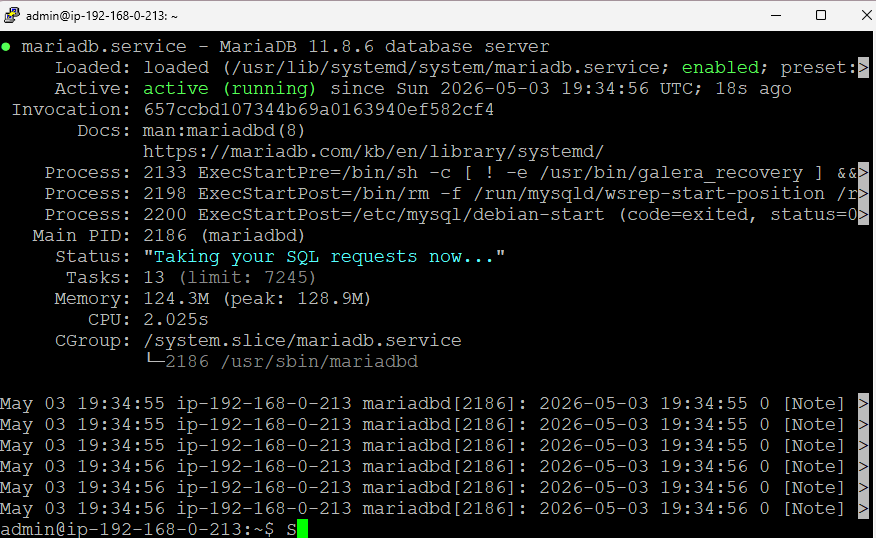 admin@ip-192-168-0-213: ~
● mariadb.service - MariaDB 11.8.6 database server
Loaded: loaded (/usr/lib/systemd/system/mariadb.service; enabled; preset:>
Active: active (running) since Sun 2026-05-03 19:34:56 UTC; 18s ago
Invocation: 657ccbd107344b69a0163940ef582cf4
Docs: man:mariadbd(8)
https://mariadb.com/kb/en/library/systemd/
Process: 2133 ExecStartPre=/bin/sh -c [ ! -e /usr/bin/galera_recovery ] &&>
Process: 2198 ExecStartPost=/bin/rm -f /run/mysqld/wsrep-start-position /r>
Process: 2200 ExecStartPost=/etc/mysql/debian-start (code=exited, status=0>
Main PID: 2186 (mariadbd)
Status: "Taking your SQL requests now..."
Tasks: 13 (limit: 7245)
Memory: 124.3M (peak: 128.9M)
CPU: 2.025s
CGroup: /system.slice/mariadb.service
└─2186 /usr/sbin/mariadbd
May 03 19:34:55 ip-192-168-0-213 mariadbd[2186]: 2026-05-03 19:34:55 0 [Note] >
May 03 19:34:55 ip-192-168-0-213 mariadbd[2186]: 2026-05-03 19:34:55 0 [Note] >
May 03 19:34:55 ip-192-168-0-213 mariadbd[2186]: 2026-05-03 19:34:55 0 [Note] >
May 03 19:34:56 ip-192-168-0-213 mariadbd[2186]: 2026-05-03 19:34:56 0 [Note] >
May 03 19:34:56 ip-192-168-0-213 mariadbd[2186]: 2026-05-03 19:34:56 0 [Note] >
May 03 19:34:56 ip-192-168-0-213 mariadbd[2186]: 2026-05-03 19:34:56 0 [Note] >
admin@ip-192-168-0-213:~$ S